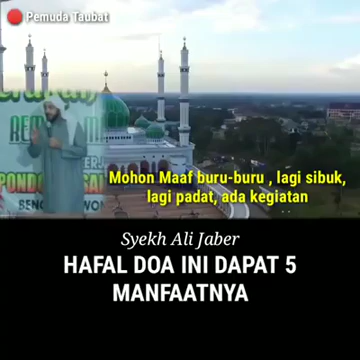 Pemuda Taubat
Mohon Maaf buru-buru , lagi sibuk,
lagi padat, ada kegiatan
Syekh Ali Jaber
HAFAL DOA INI DAPAT 5
MANFAATNYA